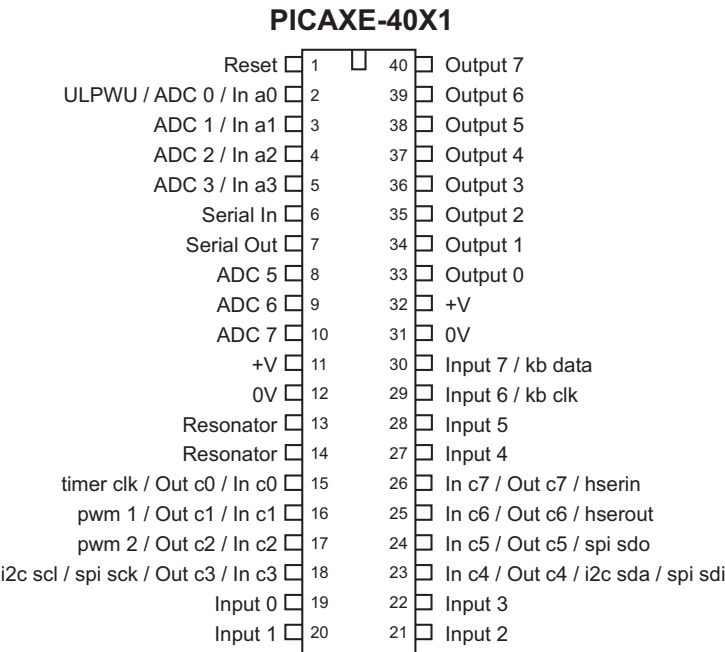 PICAXE-40X1
Reset 1 40 Output 7
ULPWU / ADC 0 / In a0 2 39 Output 6
ADC 1 / In a1 3 38 Output 5
ADC 2 / In a2 4 37 Output 4
ADC 3 / In a3 5 36 Output 3
Serial In 6 35 Output 2
Serial Out 7 34 Output 1
ADC 5 8 33 Output 0
ADC 6 9 32 +V
ADC 7 10 31 0V
+V 11 30 Input 7 / kb data
0V 12 29 Input 6 / kb clk
Resonator 13 28 Input 5
Resonator 14 27 Input 4
timer clk / Out c0 / In c0 15 26 In c7 / Out c7 / hserin
pwm 1 / Out c1 / In c1 16 25 In c6 / Out c6 / hserout
pwm 2 / Out c2 / In c2 17 24 In c5 / Out c5 / spi sdo
i2c scl / spi sck / Out c3 / In c3 18 23 In c4 / Out c4 / i2c sda / spi sdi
Input 0 19 22 Input 3
Input 1 20 21 Input 2